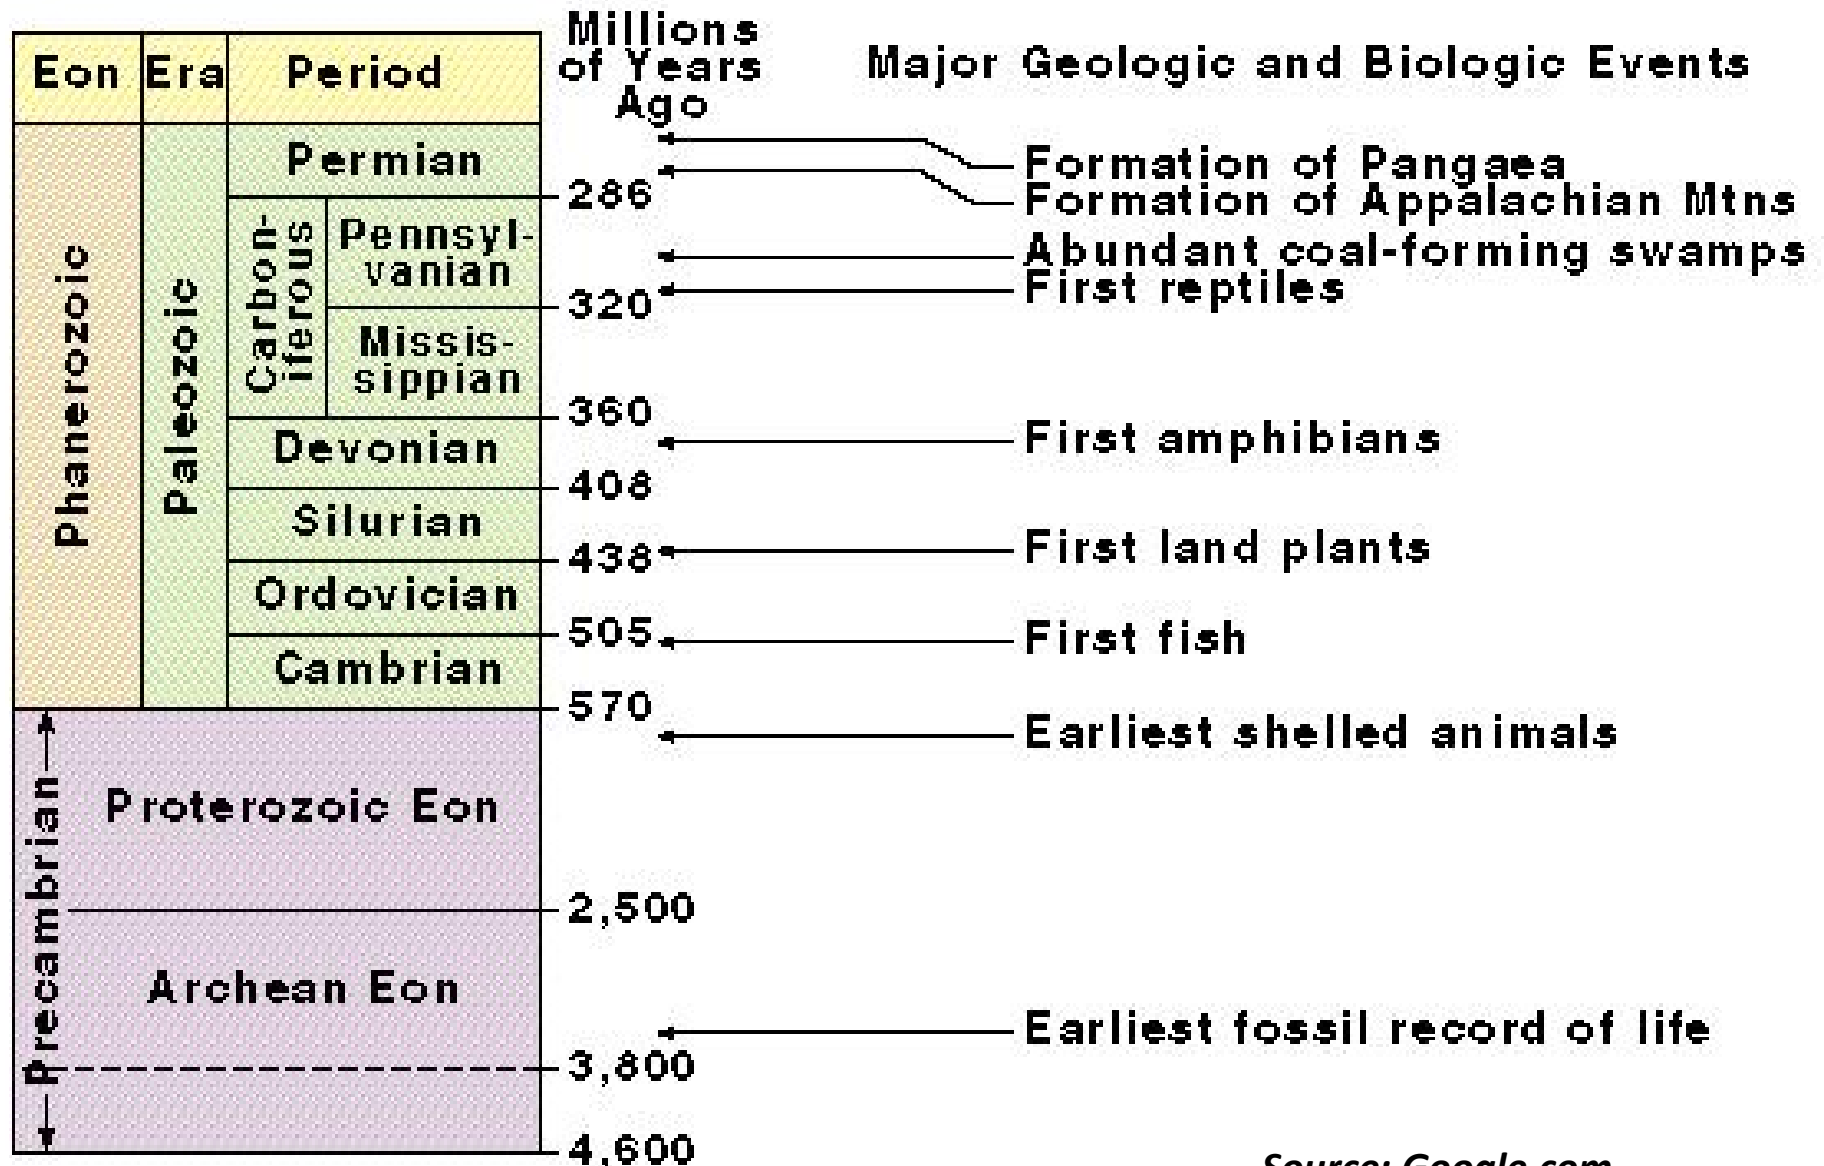 Eon Era Period
Millions
of Years
Ago
Major Geologic and Biologic Events
Phanerozoic
Paleozoic
Permian
286
Formation of Pangaea
Formation of Appalachian Mtns
Carbon-
iferous
Pennsyl-
vanian
Abundant coal-forming swamps
First reptiles
320
Missis-
sippian
360
Devonian
First amphibians
408
Silurian
438
First land plants
Ordovician
505
First fish
Cambrian
570
Earliest shelled animals
Precambrian
Proterozoic Eon
2,500
Archean Eon
Earliest fossil record of life
3,800
4,600
Source: Google.com